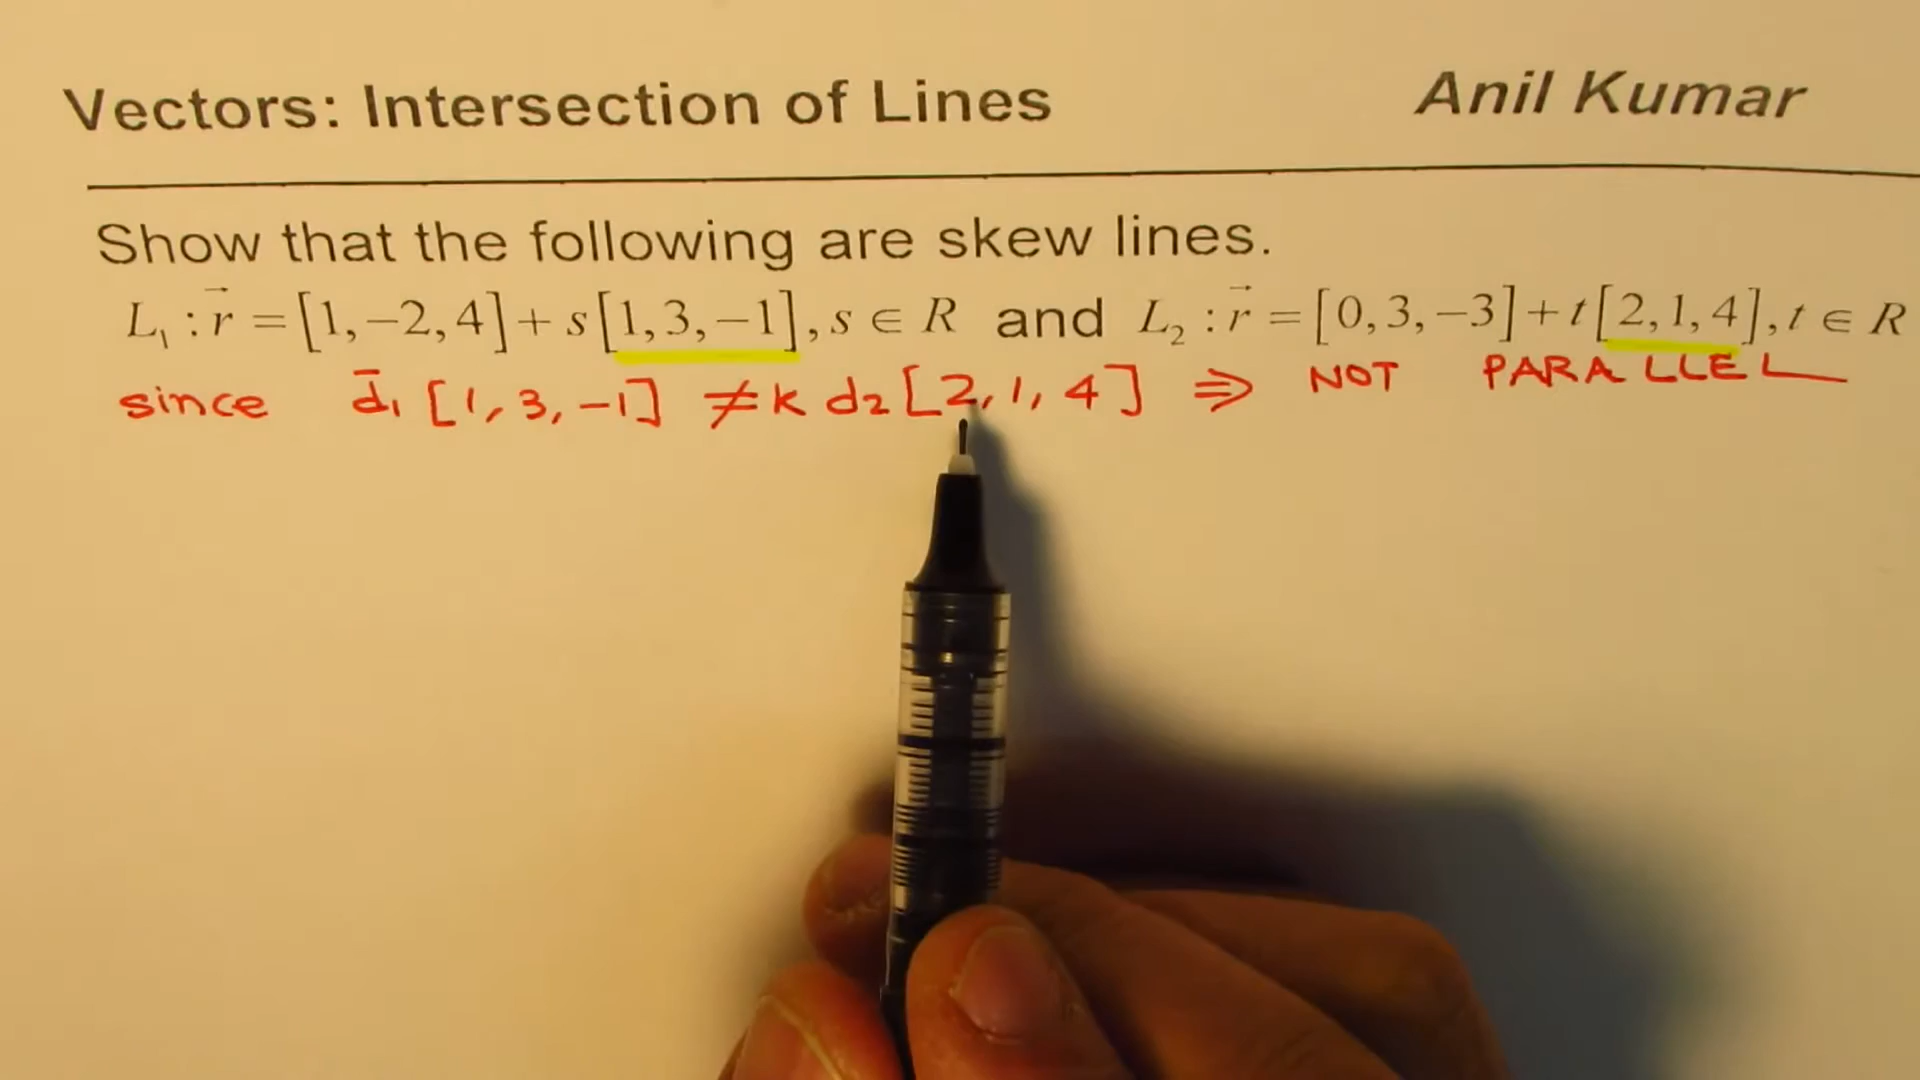 Vectors: Intersection of Lines Anil Kumar
Show that the following are skew lines.
L₁ : r⃗ = [1, −2, 4] + s[1, 3, −1], s ∈ R and L₂ : r⃗ = [0, 3, −3] + t[2, 1, 4], t ∈ R
since d̄₁ [1, 3, −1] ≠ k d₂ [2, 1, 4] ⇒ NOT PARALLEL